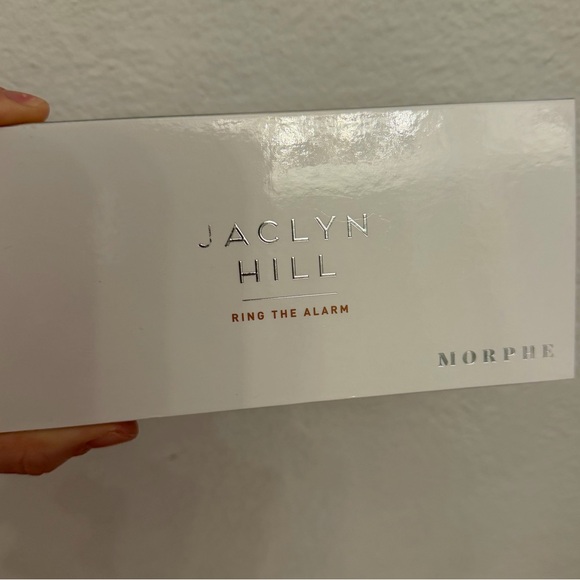 JACLYN
HILL
RING THE ALARM
MORPHE